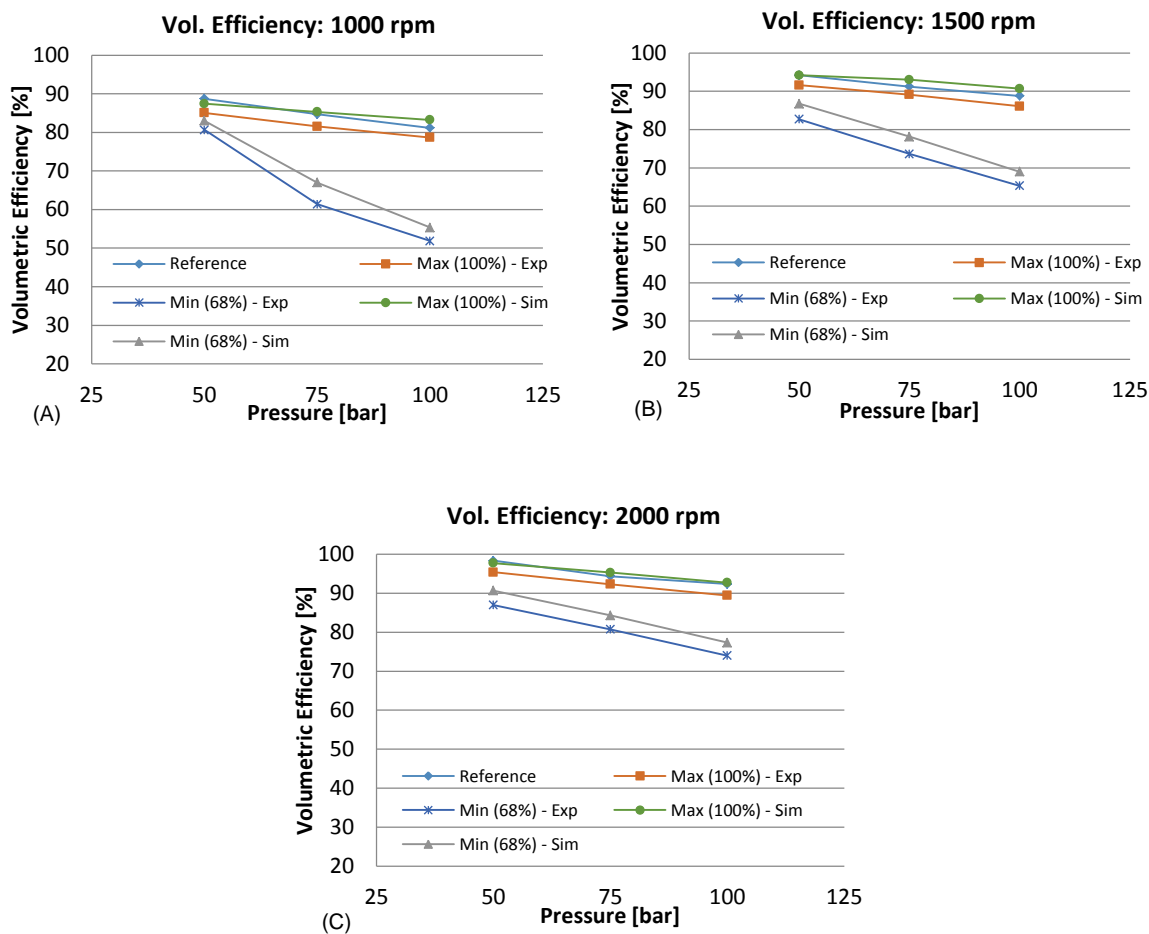 Vol. Efficiency: 1000 rpm
Volumetric Efficiency [%]
100
90
80
70
60
50
40
30
20
Reference
Max (100%) - Exp
Min (68%) - Exp
Max (100%) - Sim
Min (68%) - Sim
25 50 75 100 125
Pressure [bar]
(A)
Vol. Efficiency: 1500 rpm
Volumetric Efficiency [%]
100
90
80
70
60
50
40
30
20
Reference
Max (100%) - Exp
Min (68%) - Exp
Max (100%) - Sim
Min (68%) - Sim
25 50 75 100 125
Pressure [bar]
(B)
Vol. Efficiency: 2000 rpm
Volumetric Efficiency [%]
100
90
80
70
60
50
40
30
20
Reference
Max (100%) - Exp
Min (68%) - Exp
Max (100%) - Sim
Min (68%) - Sim
25 50 75 100 125
Pressure [bar]
(C)